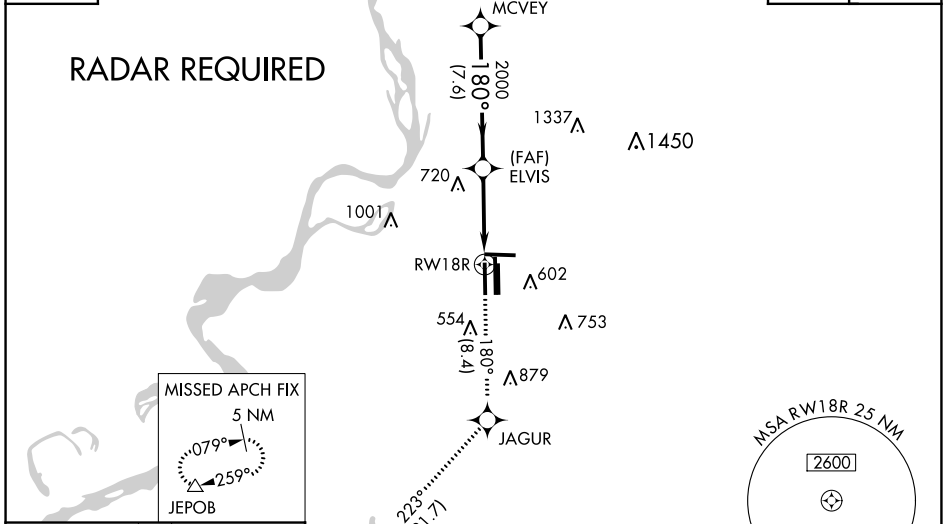 MCVEY
RADAR REQUIRED
2000
180°
(7.6)
1337
1450
(FAF)
ELVIS
720
1001
RW18R
602
554
753
180°
(8.4)
879
MISSED APCH FIX
5 NM
079°
259°
JEPOB
JAGUR
223°
MSA RW18R 25 NM
2600